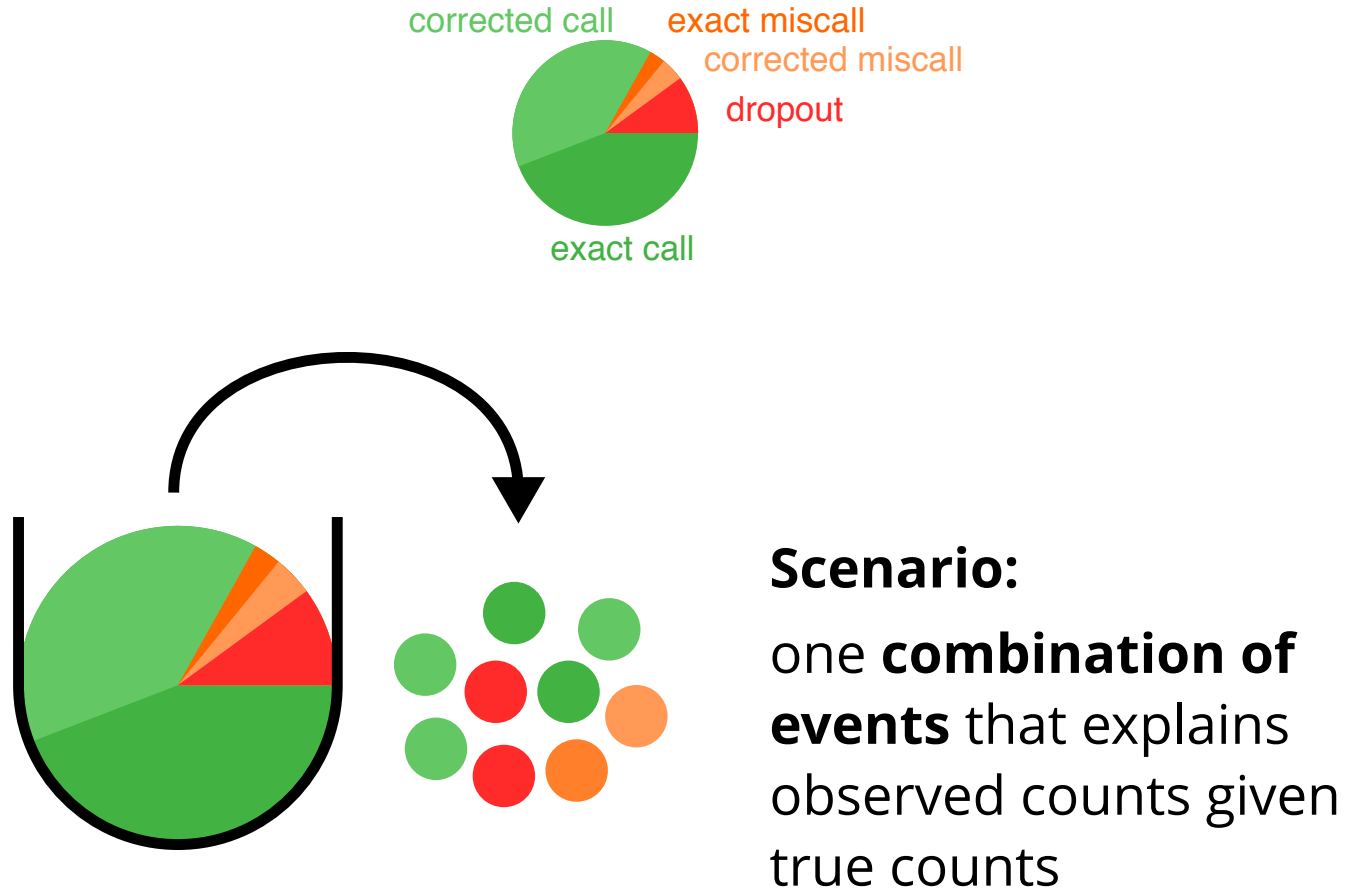 corrected call
exact miscall
corrected miscall
dropout
exact call
Scenario:
one combination of
events that explains
observed counts given
true counts